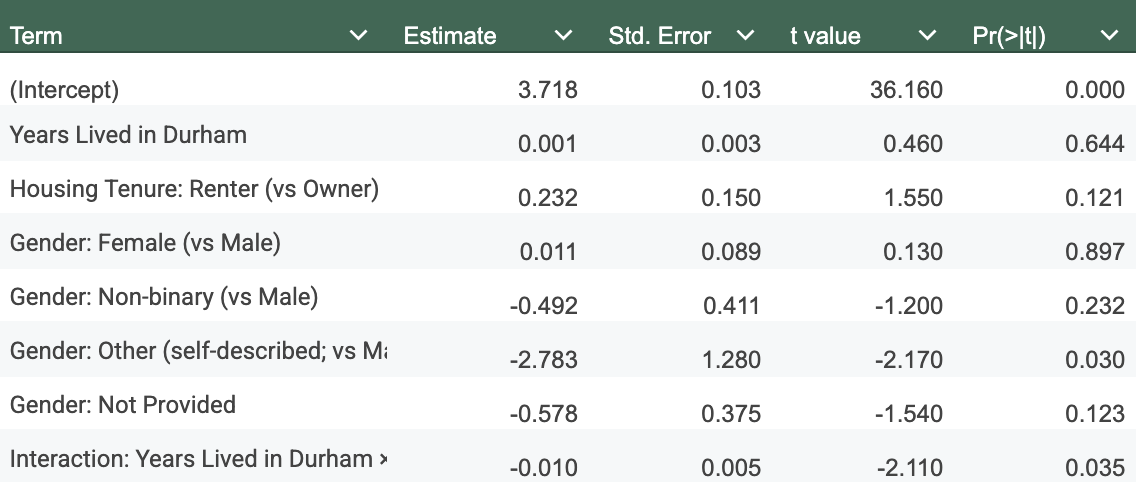 Term Estimate Std. Error t value Pr(>|t|)
(Intercept) 3.718 0.103 36.160 0.000
Years Lived in Durham 0.001 0.003 0.460 0.644
Housing Tenure: Renter (vs Owner) 0.232 0.150 1.550 0.121
Gender: Female (vs Male) 0.011 0.089 0.130 0.897
Gender: Non-binary (vs Male) -0.492 0.411 -1.200 0.232
Gender: Other (self-described; vs -2.783 1.280 -2.170 0.030
Gender: Not Provided -0.578 0.375 -1.540 0.123
Interaction: Years Lived in Durham × -0.010 0.005 -2.110 0.035